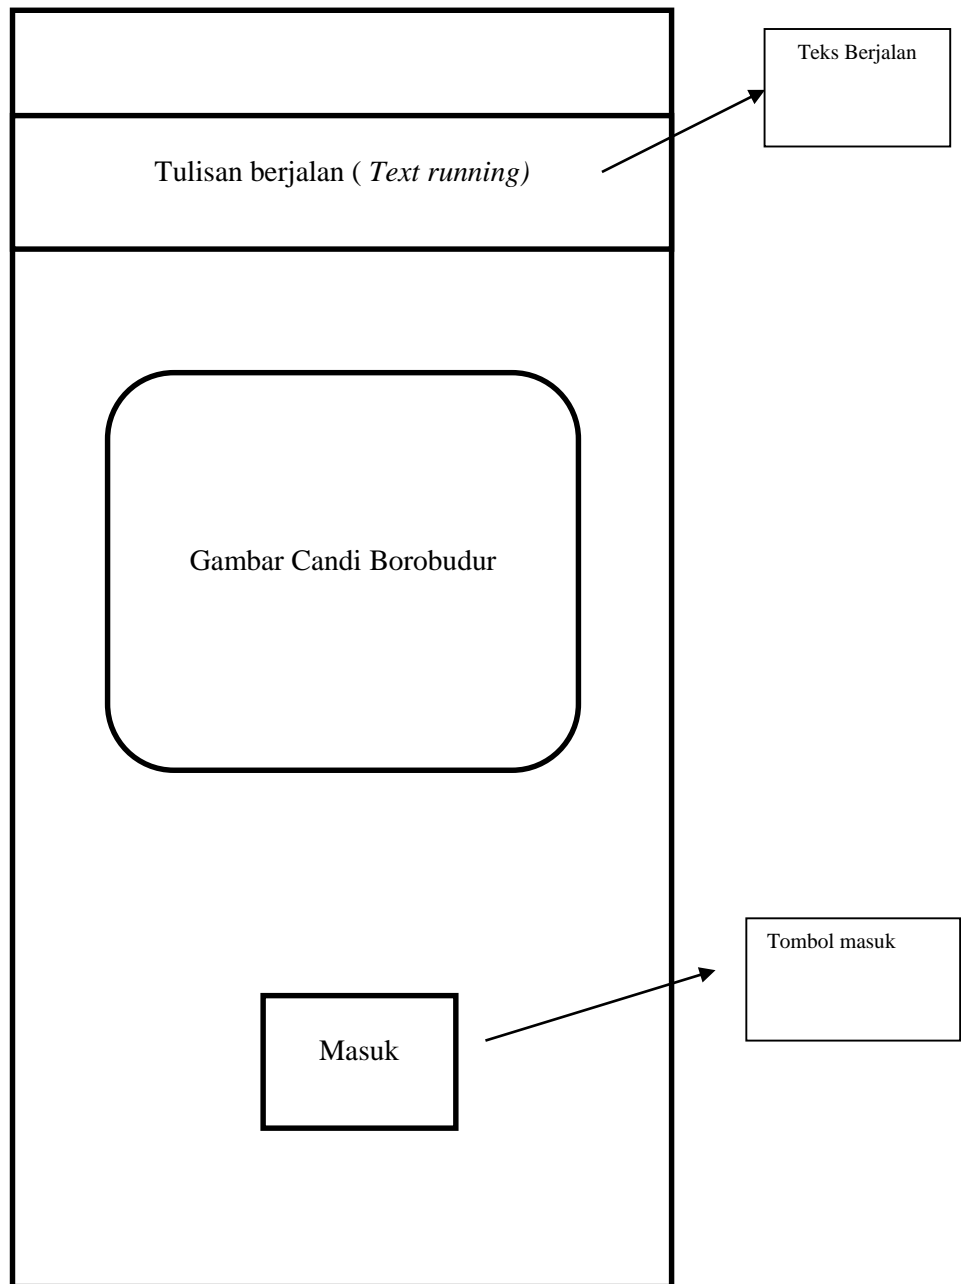 Teks Berjalan
Tulisan berjalan ( Text running)
Gambar Candi Borobudur
Tombol masuk
Masuk